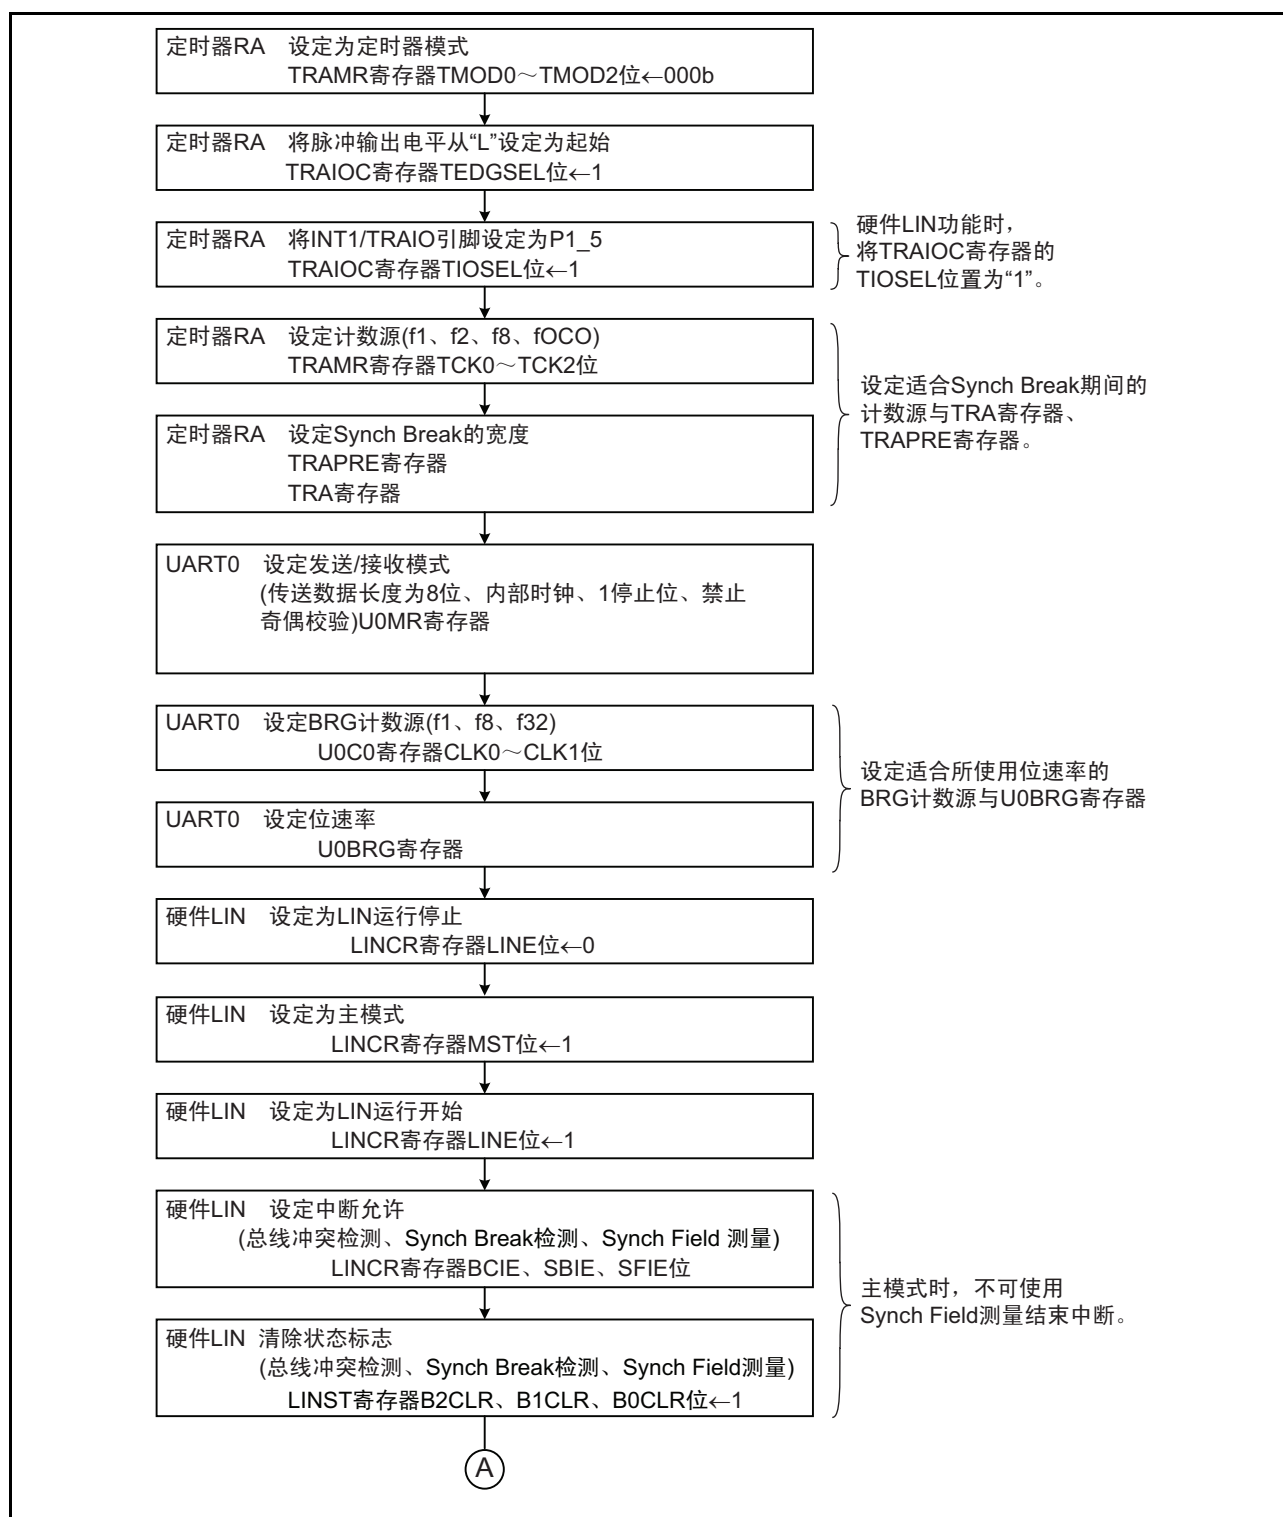 定时器RA 设定为定时器模式
TRAMR寄存器TMOD0～TMOD2位←000b
定时器RA 将脉冲输出电平从“L”设定为起始
TRAIOC寄存器TEDGSEL位←1
定时器RA 将INT1/TRAIO引脚设定为P1_5
TRAIOC寄存器TIOSEL位←1
硬件LIN功能时，
将TRAIOC寄存器的
TIOSEL位置为“1”。
定时器RA 设定计数源(f1、f2、f8、fOCO)
TRAMR寄存器TCK0～TCK2位
定时器RA 设定Synch Break的宽度
TRAPRE寄存器
TRA寄存器
设定适合Synch Break期间的
计数源与TRA寄存器、
TRAPRE寄存器。
UART0 设定发送/接收模式
(传送数据长度为8位、内部时钟、1停止位、禁止
奇偶校验)U0MR寄存器
UART0 设定BRG计数源(f1、f8、f32)
U0C0寄存器CLK0～CLK1位
UART0 设定位速率
U0BRG寄存器
设定适合所使用位速率的
BRG计数源与U0BRG寄存器
硬件LIN 设定为LIN运行停止
LINCR寄存器LINE位←0
硬件LIN 设定为主模式
LINCR寄存器MST位←1
硬件LIN 设定为LIN运行开始
LINCR寄存器LINE位←1
硬件LIN 设定中断允许
(总线冲突检测、Synch Break检测、Synch Field 测量)
LINCR寄存器BCIE、SBIE、SFIE位
硬件LIN 清除状态标志
(总线冲突检测、Synch Break检测、Synch Field测量)
LINST寄存器B2CLR、B1CLR、B0CLR位←1
主模式时，不可使用
Synch Field测量结束中断。
A